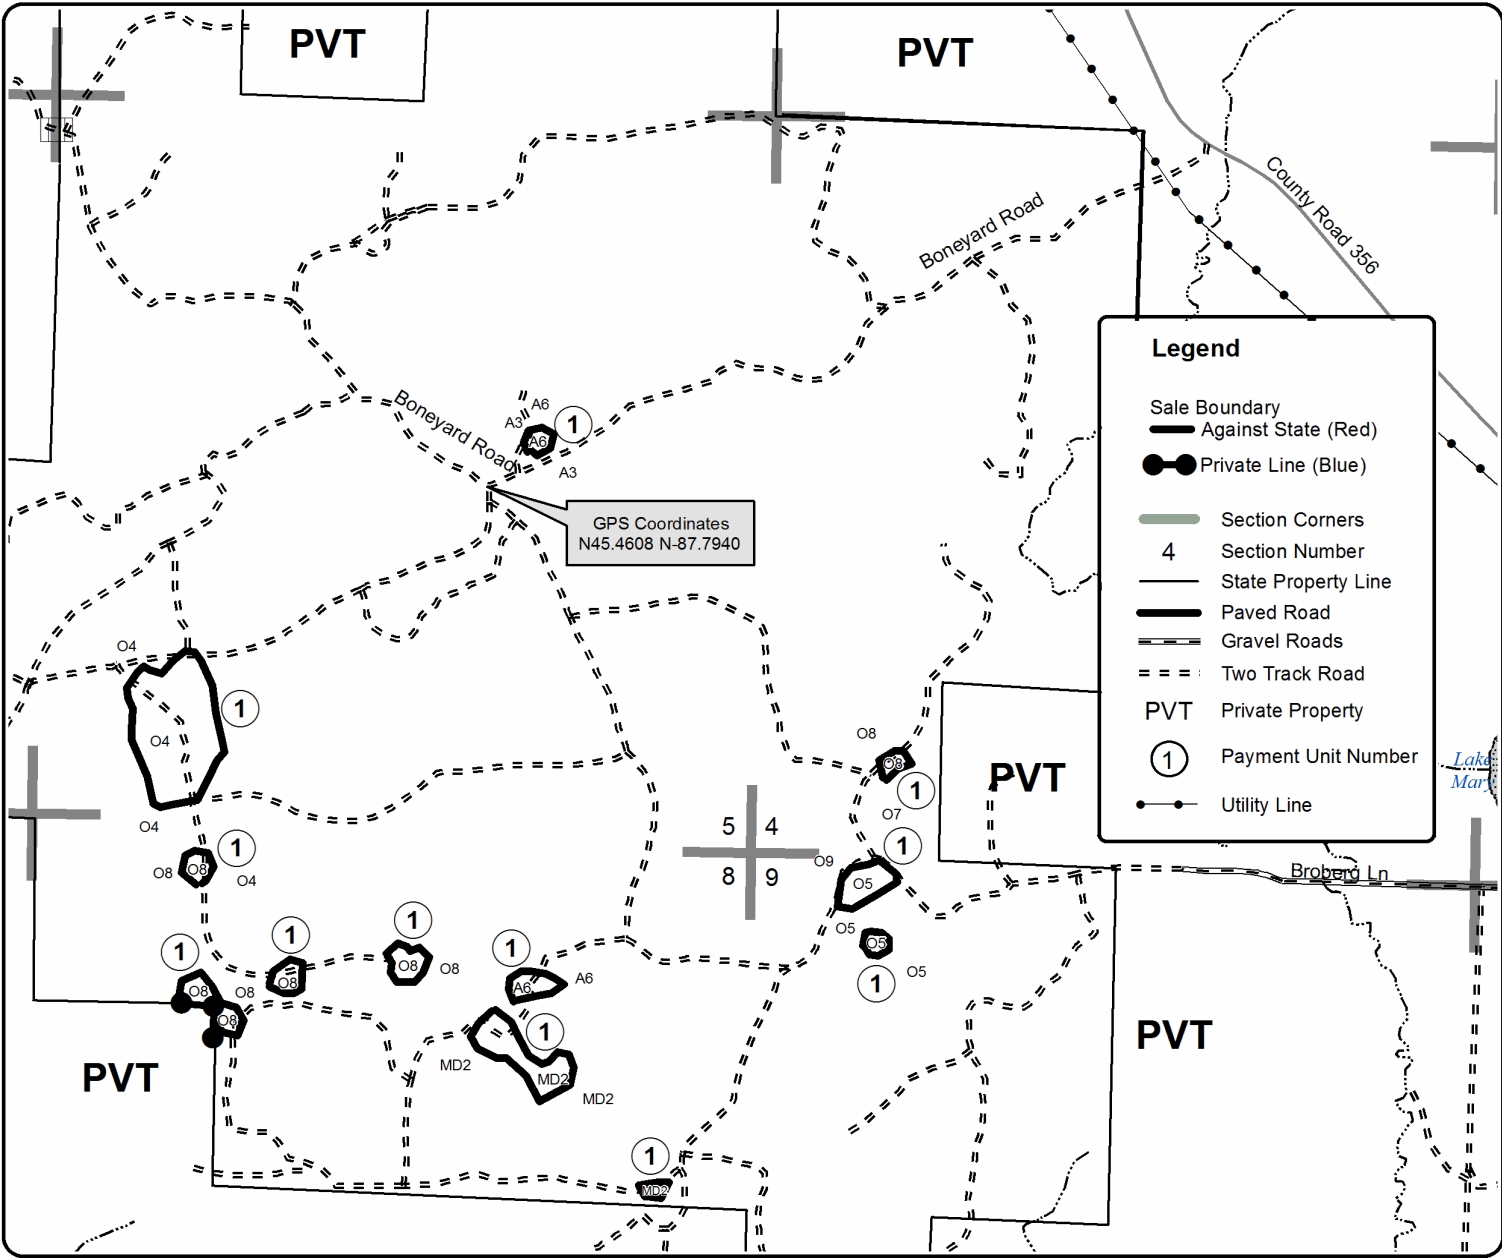 PVT
PVT
County Road 356
Boneyard Road
Legend
Sale Boundary
Against State (Red)
Private Line (Blue)
Section Corners
4
Section Number
State Property Line
Paved Road
Gravel Roads
Two Track Road
PVT
Private Property
1
Payment Unit Number
Utility Line
Boneyard Road
A6
A3
1
A6
A3
GPS Coordinates
N45.4608 N-87.7940
O4
1
O4
O4
O8
O8
1
O7
PVT
Lake
Mary
5
4
8
9
O9
1
O5
O5
O5
1
O5
Broberg Ln
1
O8
O8
O4
1
O8
O8
O8
1
O8
1
O8
O8
1
A6
A6
1
MD2
MD2
MD2
PVT
PVT
1
MD2